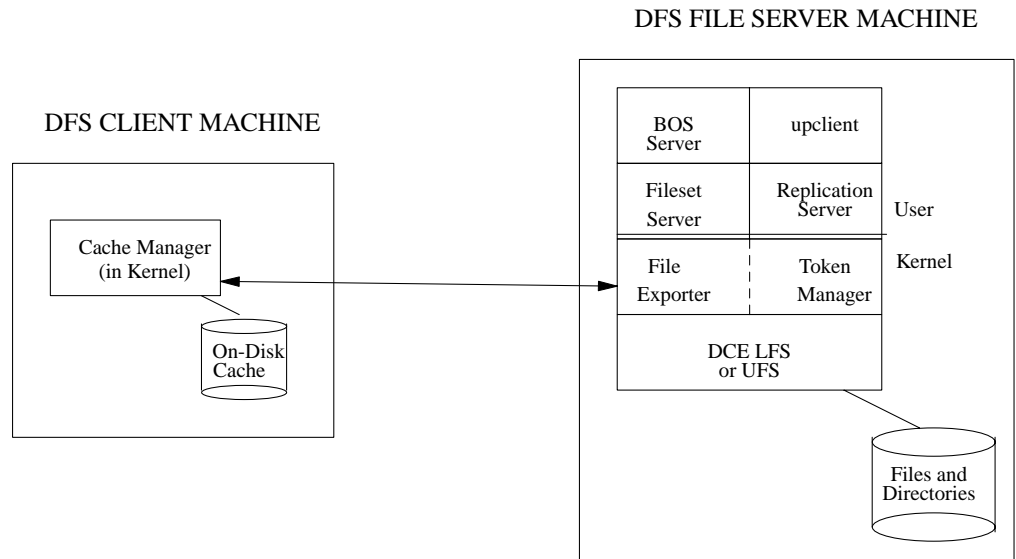 DFS FILE SERVER MACHINE
DFS CLIENT MACHINE
BOS
Server
upclient
Fileset
Server
Replication
Server
User
Cache Manager
(in Kernel)
File
Exporter
Token
Manager
Kernel
On-Disk
Cache
DCE LFS
or UFS
Files and
Directories